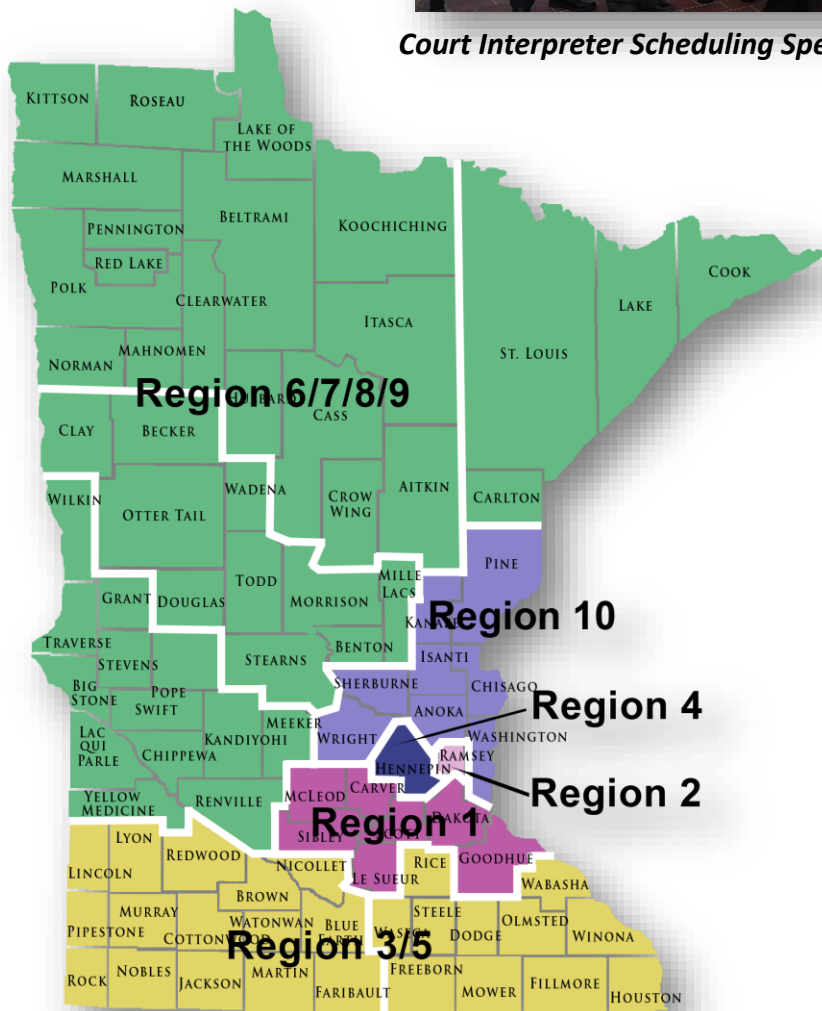 Court Interpreter Scheduling Spe
KITTSON
ROSEAU
LAKE OF
THE WOODS
MARSHALL
BELTRAMI
KOOCHICHING
PENNINGTON
RED LAKE
POLK
CLEARWATER
ITASCA
COOK
LAKE
ST. LOUIS
NORMAN
MAHNOMEN
Region 6/7/8/9
CASS
CLAY
BECKER
WILKIN
OTTER TAIL
WADENA
CROW
WING
AITKIN
CARLTON
PINE
GRANT
DOUGLAS
TODD
MORRISON
MILLE
LACS
Region 10
TRAVERSE
STEVENS
STEARNS
BENTON
ISANTI
BIG
STONE
POPE
SWIFT
SHERBURNE
CHISAGO
ANOKA
Region 4
LAC
QUI
PARLE
CHIPPEWA
KANDIYOHI
MEEKER
WRIGHT
WASHINGTON
HENNEPIN
RAMSEY
Region 2
YELLOW
MEDICINE
RENVILLE
MCLEOD
CARVER
Region 1
SIBLEY
DAKOTA
LYON
LINCOLN
REDWOOD
NICOLLET
LE SUEUR
RICE
GOODHUE
WABASHA
BROWN
PIPESTONE
MURRAY
COTTONWOOD
WATONWAN
BLUE
EARTH
WASECA
STEELE
DODGE
OLMSTED
WINONA
Region 3/5
ROCK
NOBLES
JACKSON
MARTIN
FARIBAULT
FREEBORN
MOWER
FILLMORE
HOUSTON